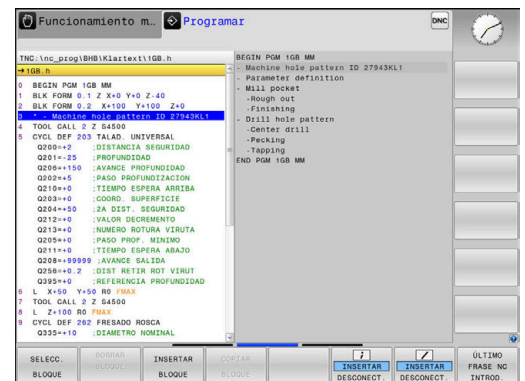 Funcionamiento m...
Programar
DNC
TNC:\nc_prog\BHB\Klartext\1GB.h
→1GB.h
0 BEGIN PGM 1GB MM
1 BLK FORM 0.1 Z X+0 Y+0 Z-40
2 BLK FORM 0.2 X+100 Y+100 Z+0
3 * - Machine hole pattern ID 27943KL1
4 TOOL CALL 2 Z S4500
5 CYCL DEF 203 TALAD. UNIVERSAL
Q200=+2 ;DISTANCIA SEGURIDAD
Q201=-25 ;PROFUNDIDAD
Q206=+150 ;AVANCE PROFUNDIDAD
Q202=+5 ;PASO PROFUNDIZACION
Q210=+0 ;TIEMPO ESPERA ARRIBA
Q203=+0 ;COORD. SUPERFICIE
Q204=+50 ;2A DIST. SEGURIDAD
Q212=+0 ;VALOR DECREMENTO
Q213=+0 ;NUMERO ROTURA VIRUTA
Q205=+0 ;PASO PROF. MINIMO
Q211=+0 ;TIEMPO ESPERA ABAJO
Q208=+99999 ;AVANCE SALIDA
Q256=+0.2 ;DIST RETIR ROT VIRUT
Q395=+0 ;REFERENCIA PROFUNDIDAD
6 L X+50 Y+50 R0 FMAX
7 TOOL CALL 2 Z S4500
8 L Z+100 R0 FMAX
9 CYCL DEF 262 FRESADO ROSCA
Q335=+10 ;DIAMETRO NOMINAL
BEGIN PGM 1GB MM
- Machine hole pattern ID 27943KL1
- Parameter definition
- Mill pocket
-Rough out
-Finishing
- Drill hole pattern
-Center drill
-Pecking
-Tapping
END PGM 1GB MM
SELECC.
BLOQUE
BORRAR
BLOQUE
INSERTAR
BLOQUE
COPIAR
BLOQUE
;
INSERTAR
DESCONECT.
/
INSERTAR
DESCONECT.
ÚLTIMO
FRASE NC
INTROD.